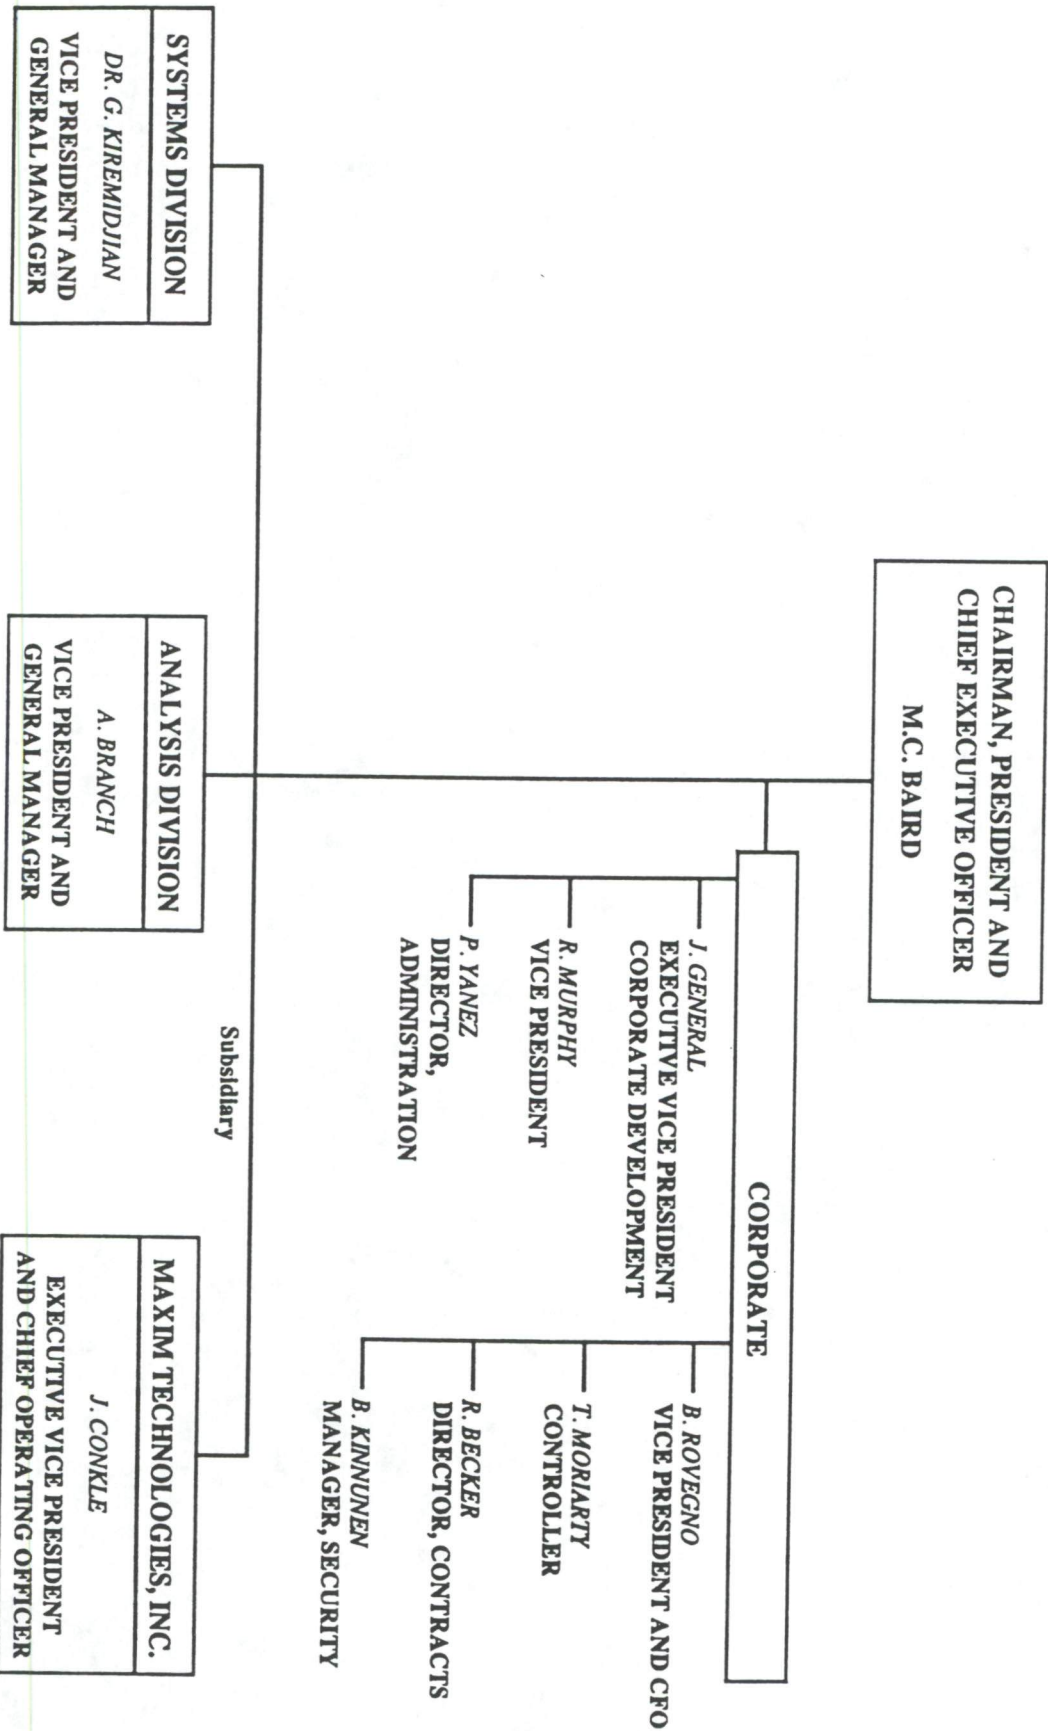 CHAIRMAN, PRESIDENT AND
CHIEF EXECUTIVE OFFICER
M.C. BAIRD
CORPORATE
J. GENERAL
EXECUTIVE VICE PRESIDENT
CORPORATE DEVELOPMENT
R. MURPHY
VICE PRESIDENT
P. YANEZ
DIRECTOR,
ADMINISTRATION
B. ROVEGNO
VICE PRESIDENT AND CFO
T. MORIARTY
CONTROLLER
R. BECKER
DIRECTOR, CONTRACTS
B. KINNUNEN
MANAGER, SECURITY
Subsidiary
SYSTEMS DIVISION
DR. G. KIREMIDJIAN
VICE PRESIDENT AND
GENERAL MANAGER
ANALYSIS DIVISION
A. BRANCH
VICE PRESIDENT AND
GENERAL MANAGER
MAXIM TECHNOLOGIES, INC.
J. CONKLE
EXECUTIVE VICE PRESIDENT
AND CHIEF OPERATING OFFICER